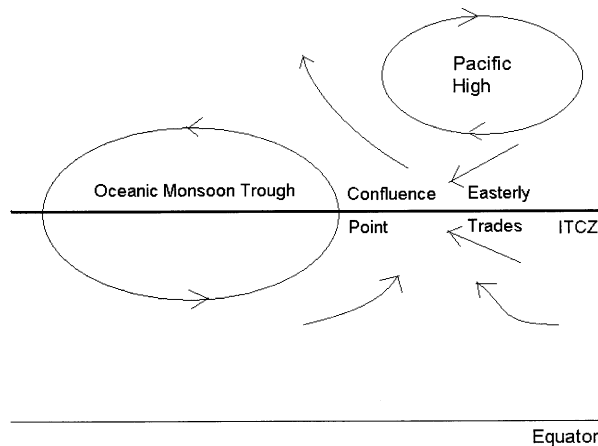 Pacific
High
Oceanic Monsoon Trough
Confluence
Point
Easterly
Trades
ITCZ
Equator